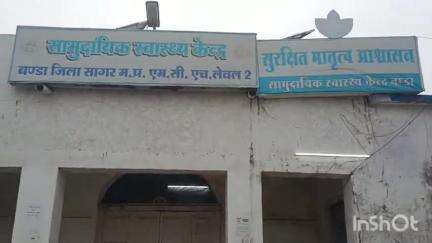 सामुदायिक स्वास्थ्य केन्द्र
बण्डा जिला सागर म.प्र. एम.सी. एच.लेवल 2
सुरक्षित मातृत्व आश्वासन
सामुदायिक स्वास्थ्य केन्द्र बण्डा
InShOt